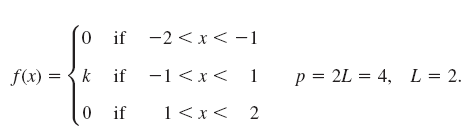 0 if −2 < x < −1
f(x) = { k if −1 < x < 1 p = 2L = 4, L = 2.
0 if 1 < x < 2